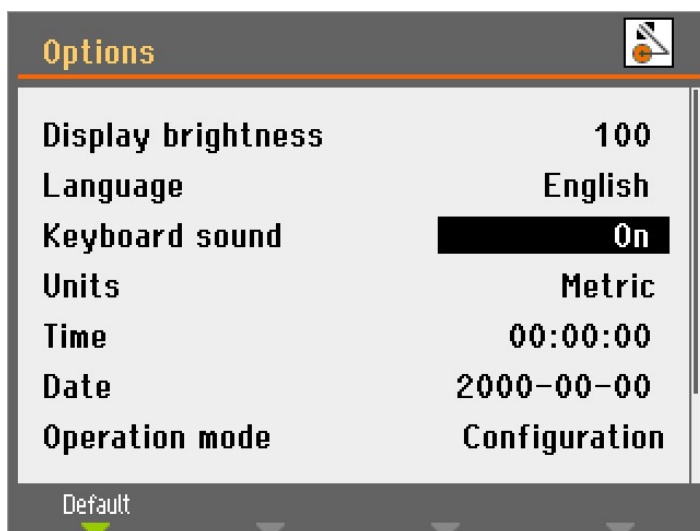 Options
Display brightness 100
Language English
Keyboard sound On
Units Metric
Time 00:00:00
Date 2000-00-00
Operation mode Configuration
Default